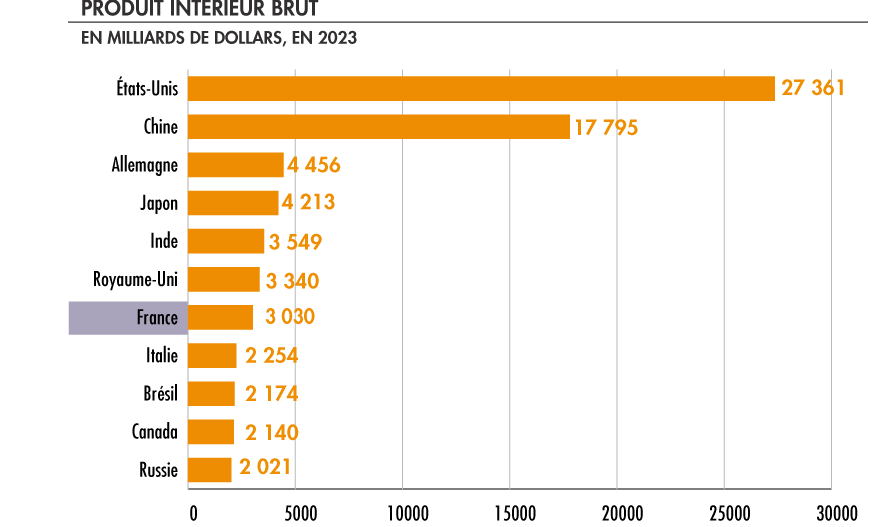 PRODUIT INTÉRIEUR BRUT
EN MILLIARDS DE DOLLARS, EN 2023
États-Unis 27 361
Chine 17 795
Allemagne 4 456
Japon 4 213
Inde 3 549
Royaume-Uni 3 340
France 3 030
Italie 2 254
Brésil 2 174
Canada 2 140
Russie 2 021
0 5000 10000 15000 20000 25000 30000